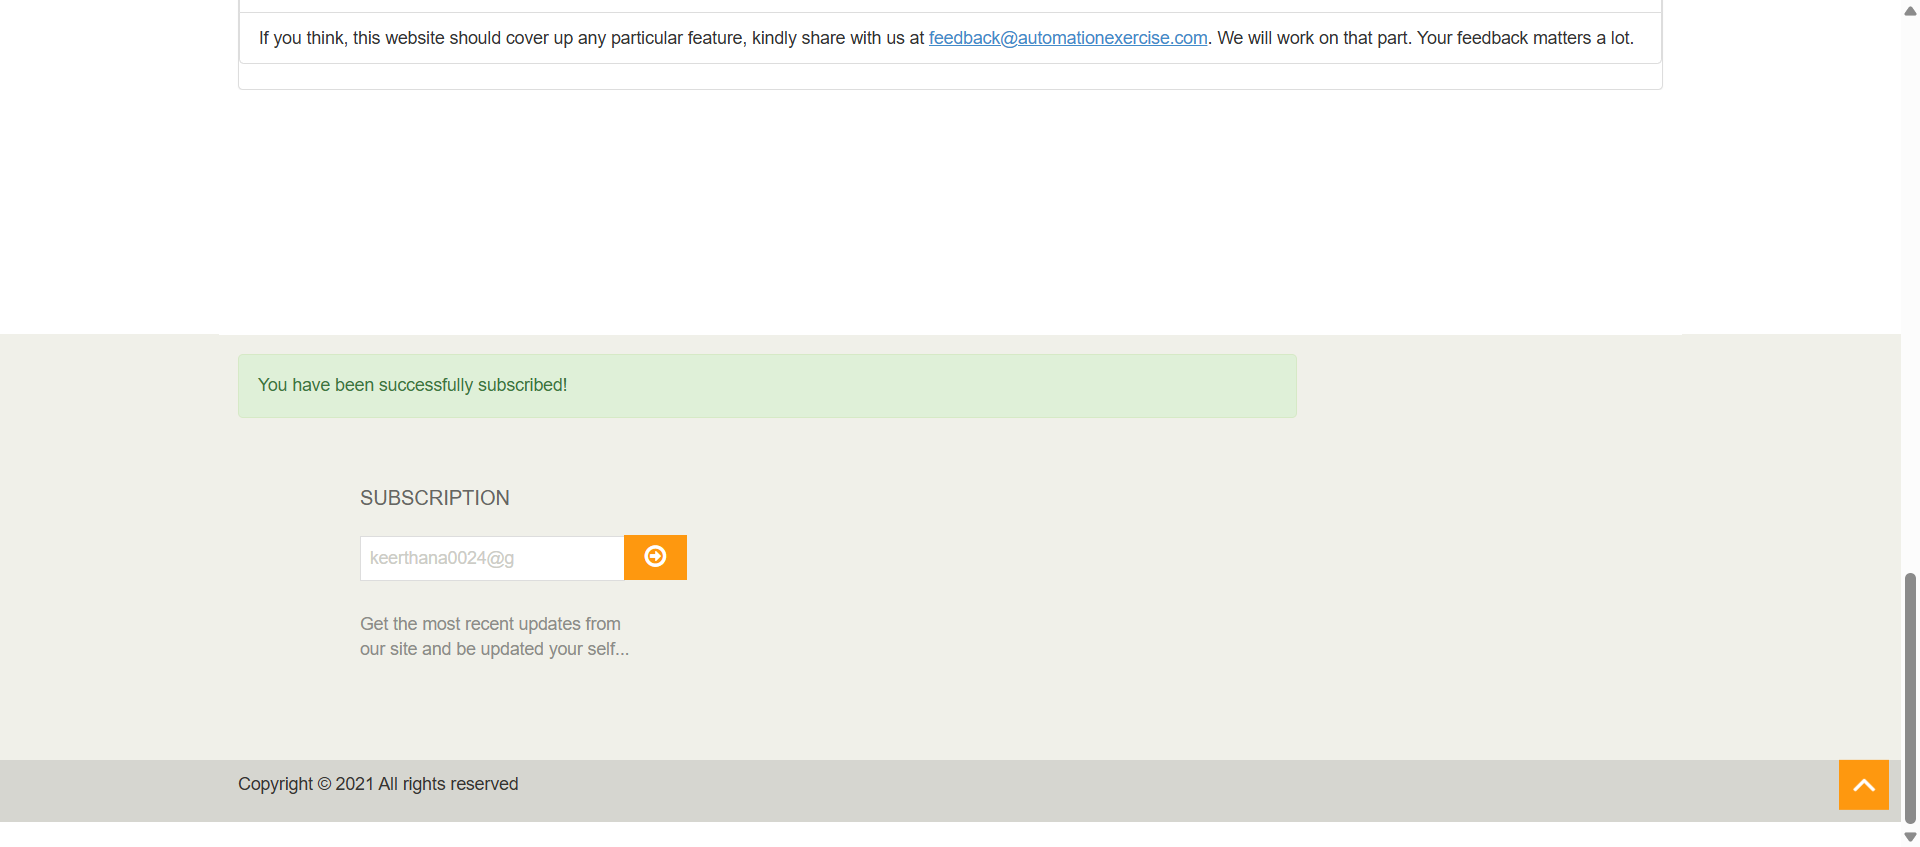 If you think, this website should cover up any particular feature, kindly share with us at feedback@automationexercise.com. We will work on that part. Your feedback matters a lot.
You have been successfully subscribed!
SUBSCRIPTION
keerthana0024@g
Get the most recent updates from
our site and be updated your self...
Copyright © 2021 All rights reserved